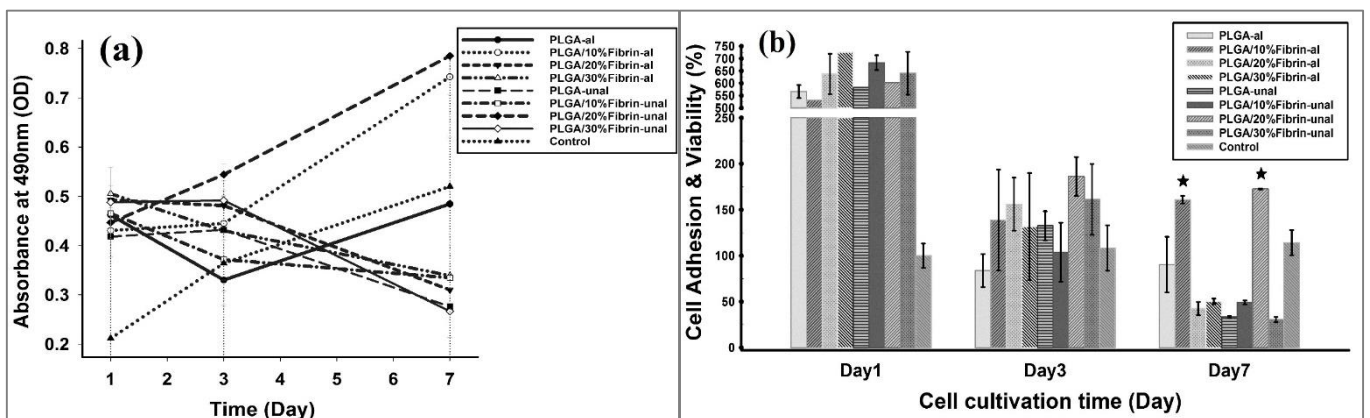 (a)
Absorbance at 490nm (OD)
0.8
0.7
0.6
0.5
0.4
0.3
0.2
1 2 3 4 5 6 7
Time (Day)
PLGA-al
PLGA/10%Fibrin-al
PLGA/20%Fibrin-al
PLGA/30%Fibrin-al
PLGA-unal
PLGA/10%Fibrin-unal
PLGA/20%Fibrin-unal
PLGA/30%Fibrin-unal
Control
(b)
Cell Adhesion & Viability (%)
750
700
650
600
550
500
250
200
150
100
50
0
Day1 Day3 Day7
Cell cultivation time (Day)
PLGA-al
PLGA/10%Fibrin-al
PLGA/20%Fibrin-al
PLGA/30%Fibrin-al
PLGA-unal
PLGA/10%Fibrin-unal
PLGA/20%Fibrin-unal
PLGA/30%Fibrin-unal
Control